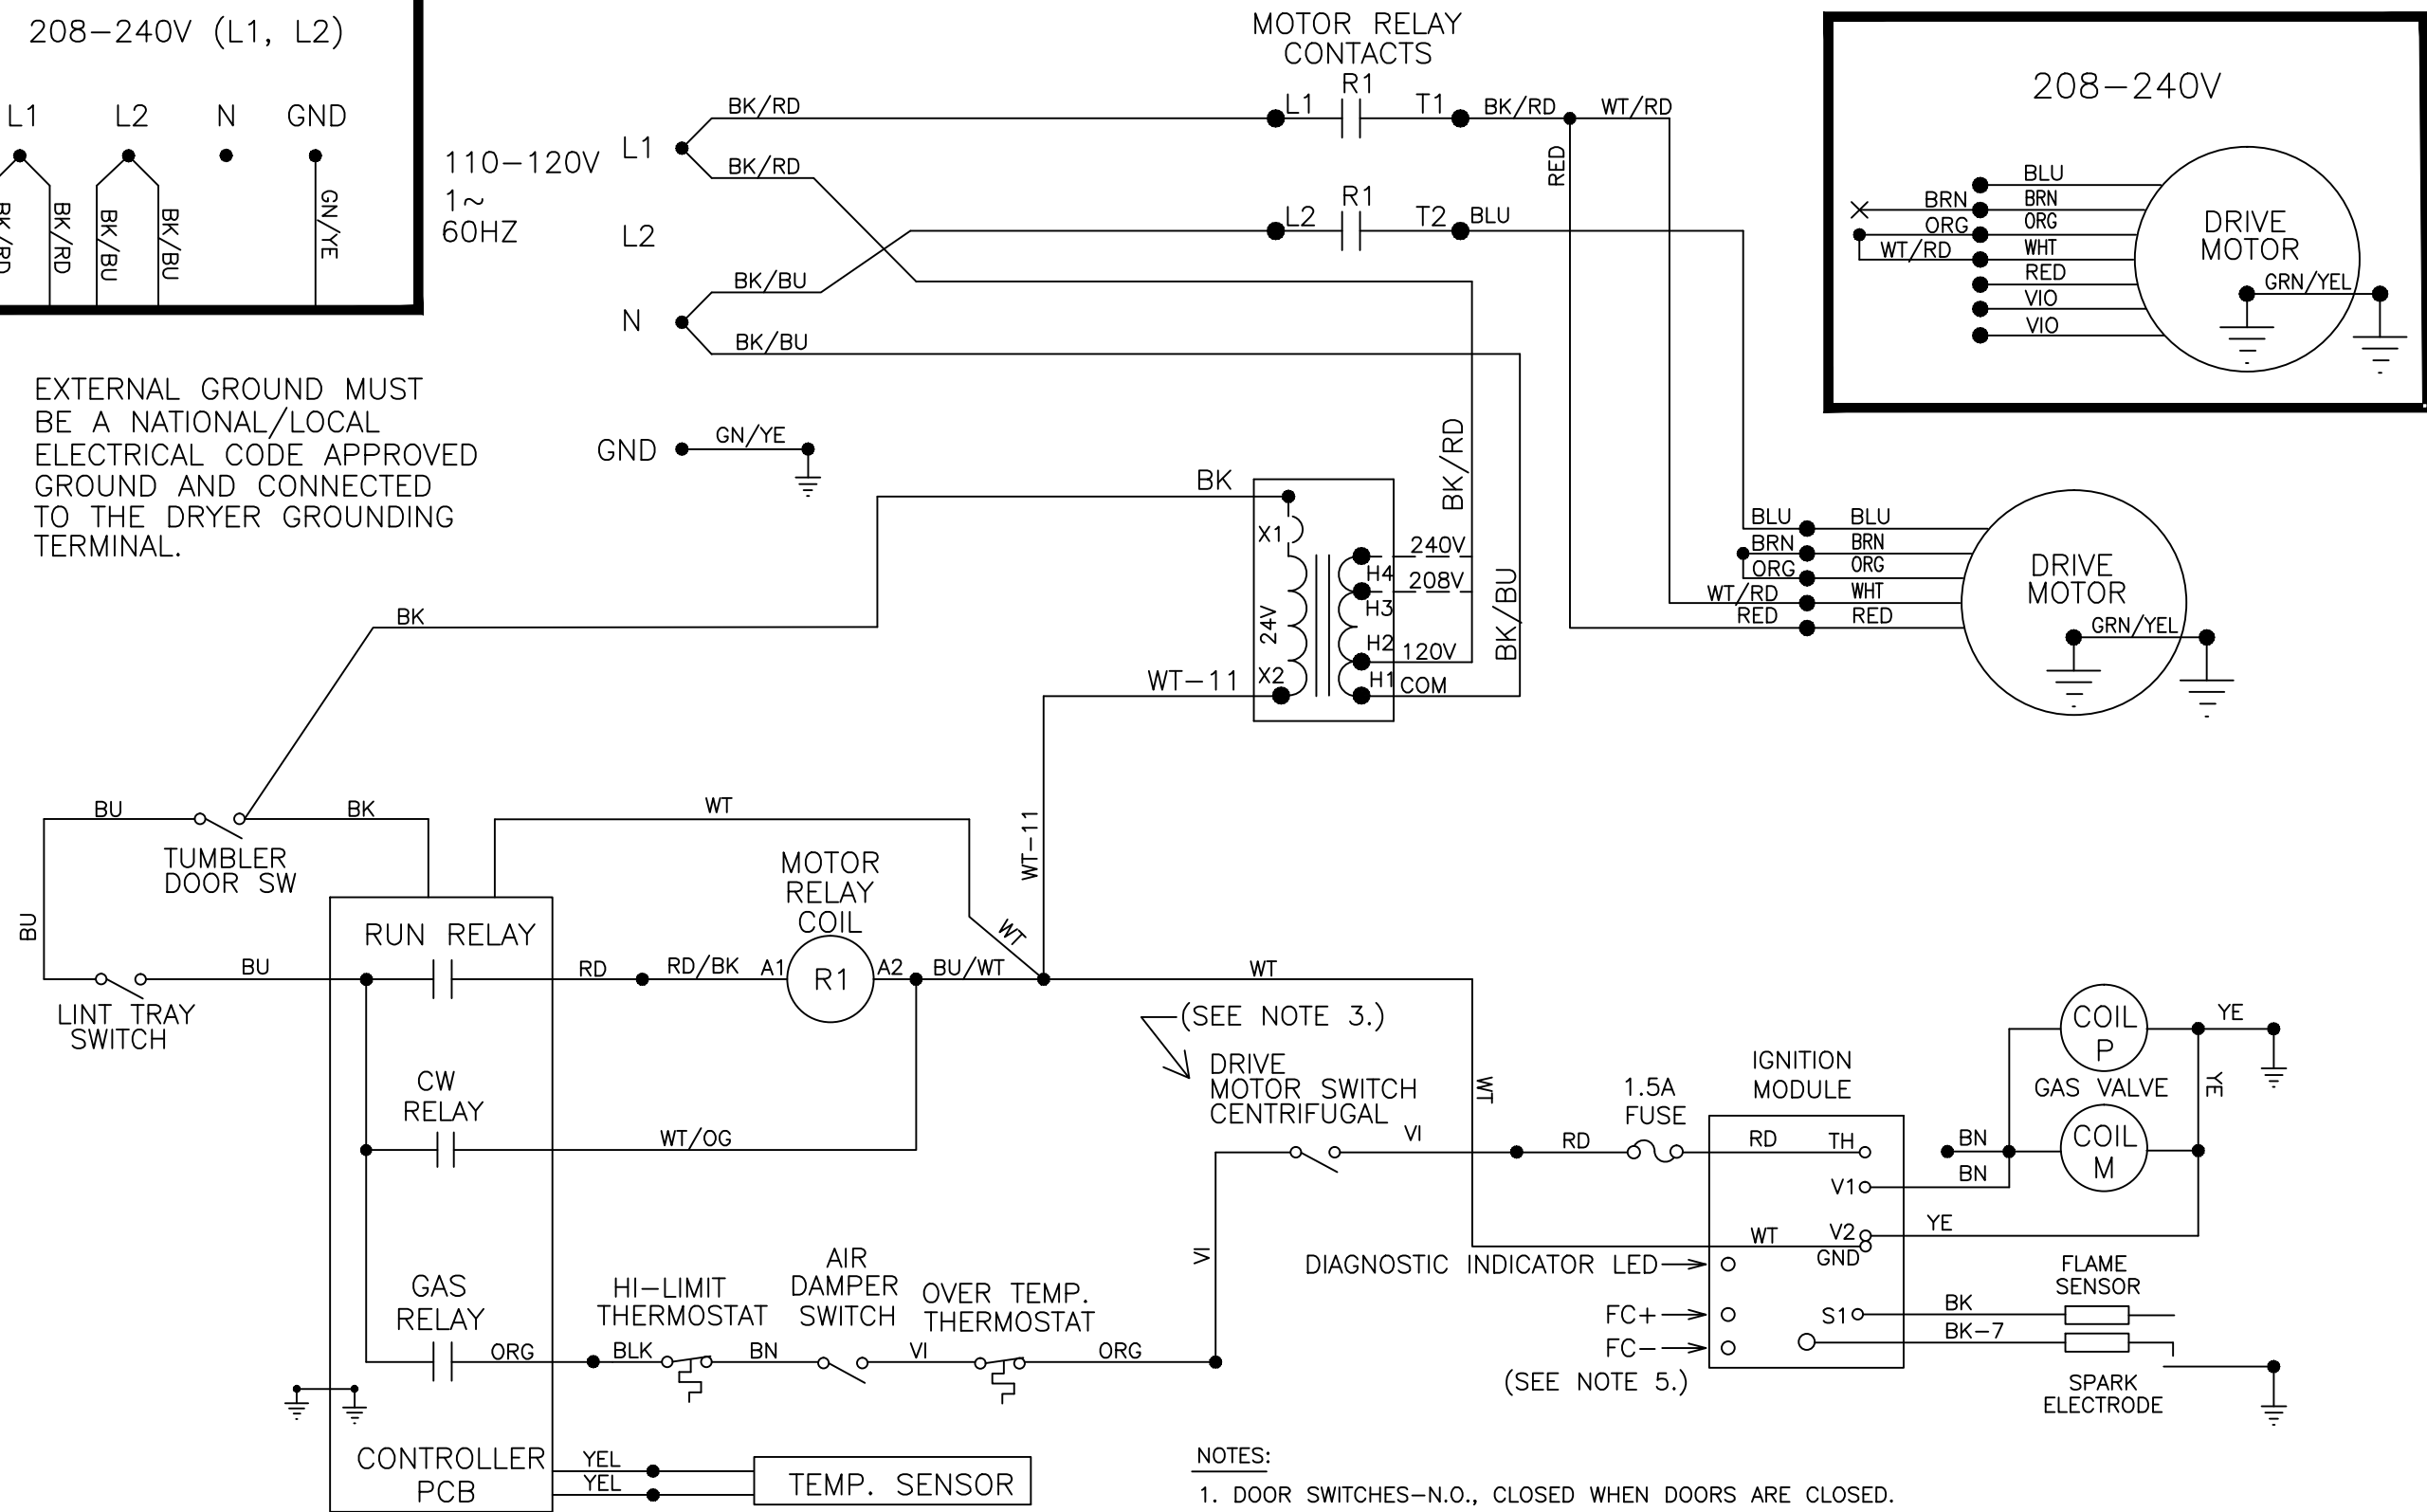 208-240V (L1, L2)
L1 L2 N GND
BK/RD
BK/RD
BK/BU
BK/BU
GN/YE
EXTERNAL GROUND MUST
BE A NATIONAL/LOCAL
ELECTRICAL CODE APPROVED
GROUND AND CONNECTED
TO THE DRYER GROUNDING
TERMINAL.
110-120V
1~
60HZ
L1
L2
N
GND
GN/YE
BK/RD
BK/RD
BK/BU
BK/BU
MOTOR RELAY
CONTACTS
R1
L1 T1
BK/RD
WT/RD
RED
R1
L2 T2
BLU
208-240V
BLU
BRN BRN
ORG ORG
WT/RD WHT
RED
VIO
VIO
DRIVE
MOTOR
GRN/YEL
BK
BK/RD
BK/BU
X1
24V
X2
240V
H4
208V
H3
H2
120V
H1
COM
WT-11
BLU BLU
BRN BRN
ORG ORG
WT/RD WHT
RED RED
DRIVE
MOTOR
GRN/YEL
BK
BU
BK
TUMBLER
DOOR SW
BU
WT
WT-11
WT
MOTOR
RELAY
COIL
RUN RELAY
BU
RD
RD/BK
A1
R1
A2
BU/WT
WT
LINT TRAY
SWITCH
CW
RELAY
WT/OG
(SEE NOTE 3.)
DRIVE
MOTOR SWITCH
CENTRIFUGAL
VI
WT
RD
1.5A
FUSE
IGNITION
MODULE
RD
TH
V1
V2
WT
GND
S1
COIL
P
YE
GAS VALVE
YE
COIL
M
BN
BN
YE
FLAME
SENSOR
BK
BK-7
SPARK
ELECTRODE
DIAGNOSTIC INDICATOR LED
FC+
FC-
(SEE NOTE 5.)
GAS
RELAY
ORG
HI-LIMIT
THERMOSTAT
BLK
BN
AIR
DAMPER
SWITCH
VI
OVER TEMP.
THERMOSTAT
ORG
VI
CONTROLLER
PCB
YEL
YEL
TEMP. SENSOR
NOTES:
1. DOOR SWITCHES-N.O., CLOSED WHEN DOORS ARE CLOSED.